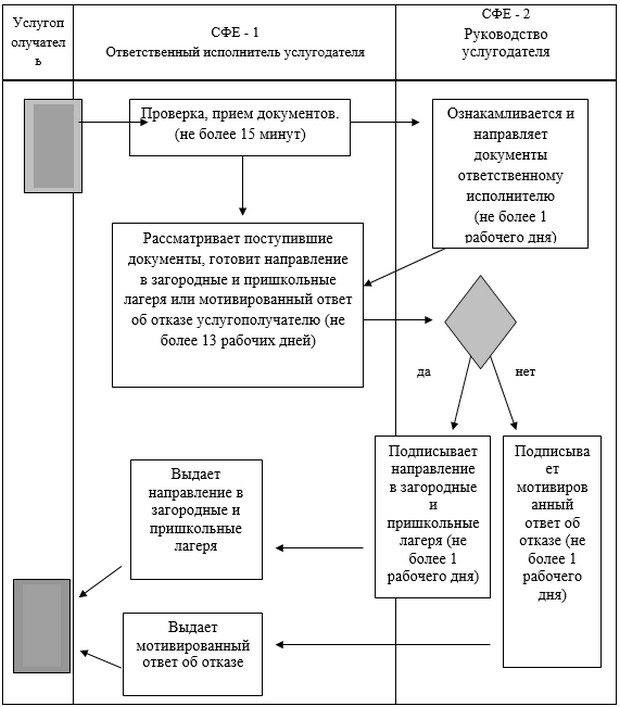 Услугоп
олучател
ь
СФЕ - 1
Ответственный исполнитель услугодателя
СФЕ - 2
Руководство
услугодателя
Проверка, прием документов.
(не более 15 минут)
Ознакамливается и
направляет
документы
ответственному
исполнителю
(не более 1
рабочего дня)
Рассматривает поступившие
документы, готовит направление
в загородные и пришкольные
лагеря или мотивированный ответ
об отказе услугополучателю (не
более 13 рабочих дней)
да
нет
Подписывает
направление
в загородные
и
пришкольные
лагеря (не
более 1
рабочего дня)
Подписыва
ет
мотивиров
анный
ответ об
отказе (не
более 1
рабочего
дня)
Выдает
направление в
загородные и
пришкольные
лагеря
Выдает
мотивированный
ответ об отказе